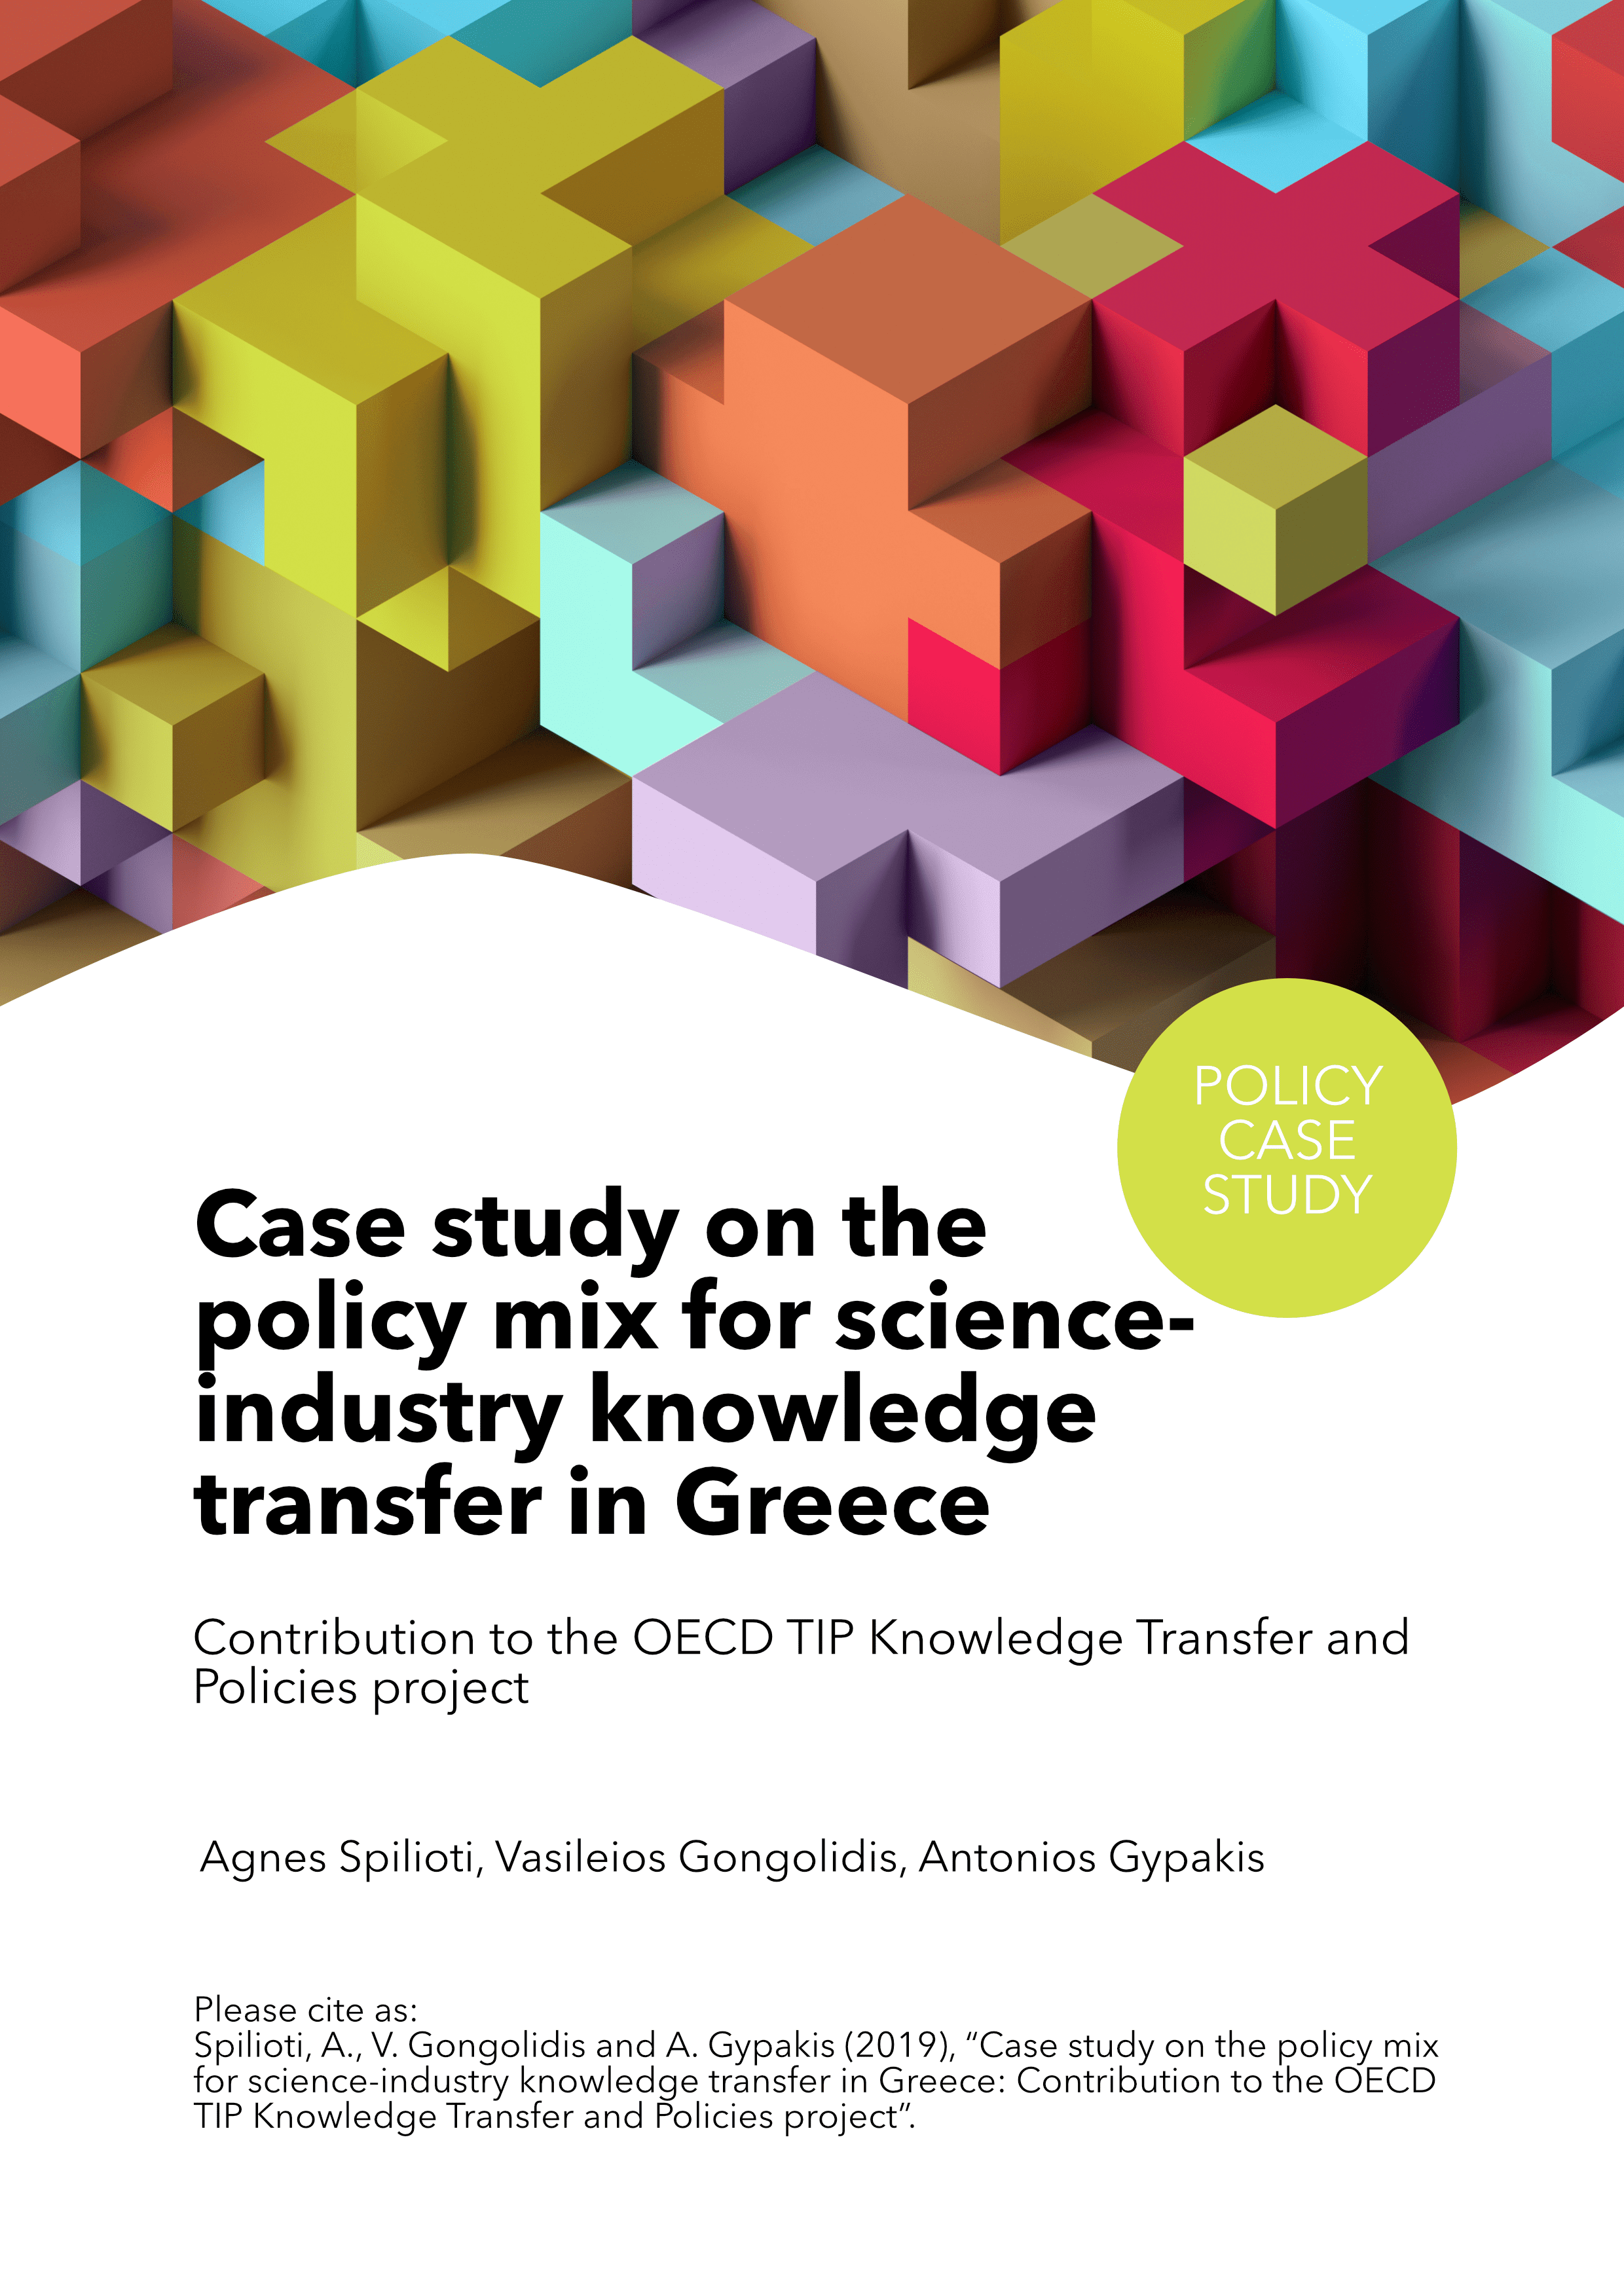 POLICY
CASE
STUDY
Case study on the
policy mix for science-
industry knowledge
transfer in Greece
Contribution to the OECD TIP Knowledge Transfer and
Policies project
Agnes Spilioti, Vasileios Gongolidis, Antonios Gypakis
Please cite as:
Spilioti, A., V. Gongolidis and A. Gypakis (2019), “Case study on the policy mix
for science-industry knowledge transfer in Greece: Contribution to the OECD
TIP Knowledge Transfer and Policies project”.